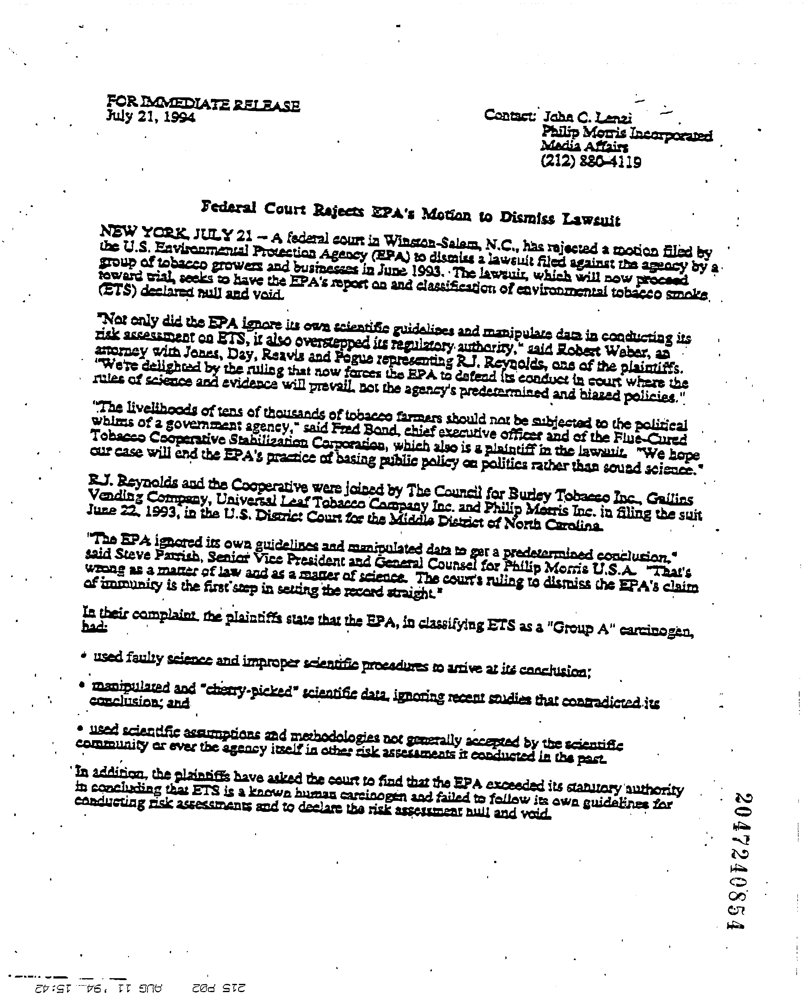 FOR IMMEDIATE RELEASE
July 21, 1994
Contact: John C. Lenzi
Philip Morris Incorporated
Media Affairs
(212) 880-4119
Federal Court Rejects EPA's Motion to Dismiss Lawsuit
NEW YORK, JULY 21 – A federal court in Winston-Salem, N.C., has rejected a motion filed by
the U.S. Environmental Protection Agency (EPA) to dismiss a lawsuit filed against the agency by a
group of tobacco growers and businesses in June 1993. The lawsuit, which will now proceed
toward trial, seeks to have the EPA's report on and classification of environmental tobacco smoke
(ETS) declared null and void.
"Not only did the EPA ignore its own scientific guidelines and manipulate data in conducting its
risk assessment on ETS, it also overstepped its regulatory authority," said Robert Weber, an
attorney with Jones, Day, Reavis and Pogue representing R.J. Reynolds, one of the plaintiffs.
"We're delighted by the ruling that now forces the EPA to defend its conduct in court where the
rules of science and evidence will prevail, not the agency's predetermined and biased policies."
"The livelihoods of tens of thousands of tobacco farmers should not be subjected to the political
whims of a government agency," said Fred Bond, chief executive officer and of the Flue-Cured
Tobacco Cooperative Stabilization Corporation, which also is a plaintiff in the lawsuit. "We hope
our case will end the EPA's practice of basing public policy on politics rather than sound science."
R.J. Reynolds and the Cooperative were joined by The Council for Burley Tobacco Inc., Gallins
Vending Company, Universal Leaf Tobacco Company Inc. and Philip Morris Inc. in filing the suit
June 22, 1993, in the U.S. District Court for the Middle District of North Carolina.
"The EPA ignored its own guidelines and manipulated data to get a predetermined conclusion,"
said Steve Parrish, Senior Vice President and General Counsel for Philip Morris U.S.A. "That's
wrong as a matter of law and as a matter of science. The court's ruling to dismiss the EPA's claim
of immunity is the first step in setting the record straight."
In their complaint, the plaintiffs state that the EPA, in classifying ETS as a "Group A" carcinogen,
had:
• used faulty science and improper scientific procedures to arrive at its conclusion;
• manipulated and "cherry-picked" scientific data, ignoring recent studies that contradicted its
conclusion; and
• used scientific assumptions and methodologies not generally accepted by the scientific
community or ever the agency itself in other risk assessments it conducted in the past.
In addition, the plaintiffs have asked the court to find that the EPA exceeded its statutory authority
in concluding that ETS is a known human carcinogen and failed to follow its own guidelines for
conducting risk assessments and to declare the risk assessment null and void.
2047240854
215 P02 AUG 11 '94 15:42